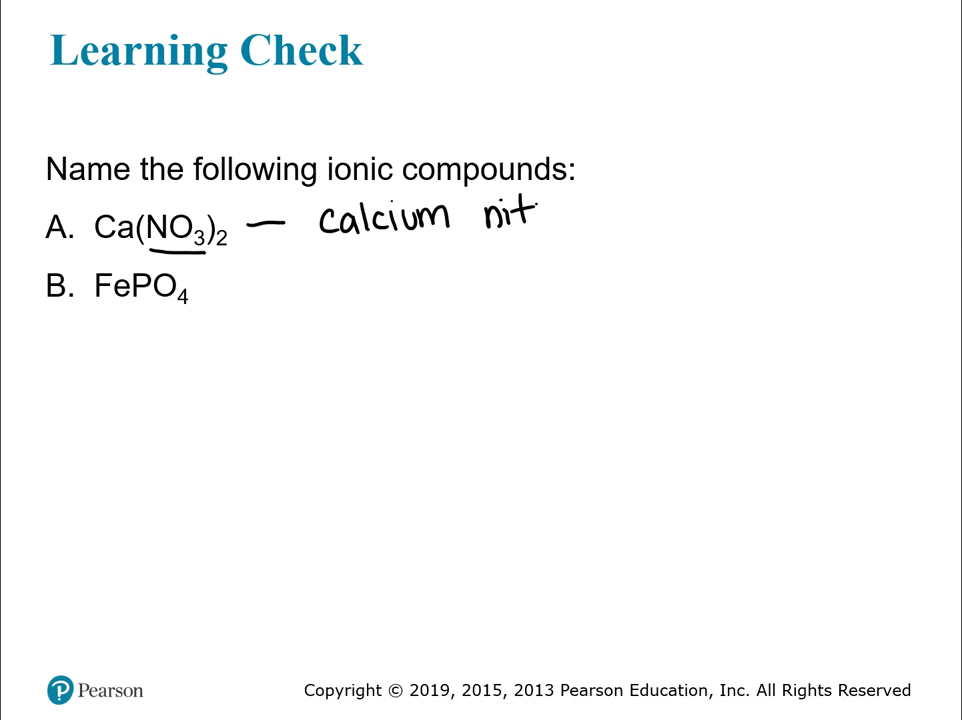 Learning Check
Name the following ionic compounds:
A. Ca(NO₃)₂ — calcium nit
B. FePO₄
Pearson
Copyright © 2019, 2015, 2013 Pearson Education, Inc. All Rights Reserved